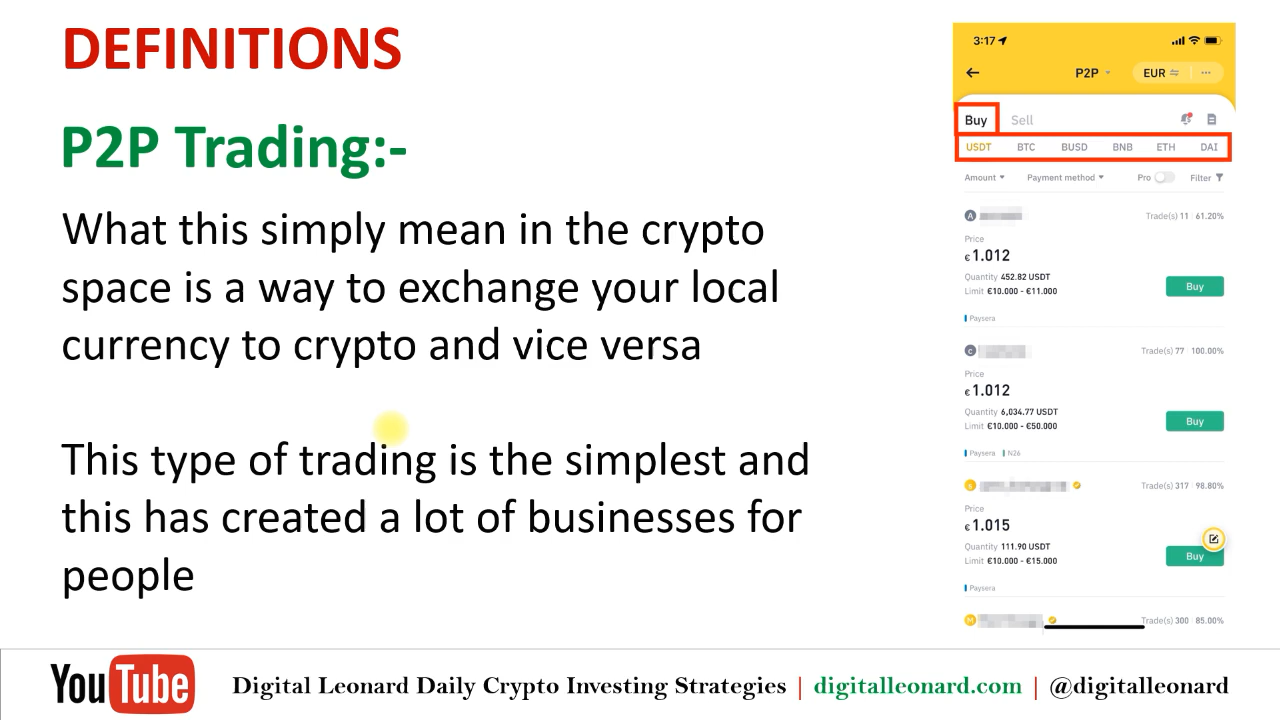 DEFINITIONS
P2P Trading:-
What this simply mean in the crypto
space is a way to exchange your local
currency to crypto and vice versa
This type of trading is the simplest and
this has created a lot of businesses for
people
3:17
P2P EUR
Buy Sell
USDT BTC BUSD BNB ETH DAI
Amount Payment method Pro Filter
A Trade(s) 11 61.20%
Price
€ 1.012
Quantity 452.82 USDT
Limit €10.000 - €11.000
Buy
Paysera
C Trade(s) 77 100.00%
Price
€ 1.012
Quantity 6,034.77 USDT
Limit €10.000 - €50.000
Buy
Paysera N26
Trade(s) 317 98.80%
Price
€ 1.015
Quantity 111.90 USDT
Limit €10.000 - €15.000
Buy
Paysera
M Trade(s) 300 85.00%
YouTube Digital Leonard Daily Crypto Investing Strategies | digitalleonard.com | @digitalleonard